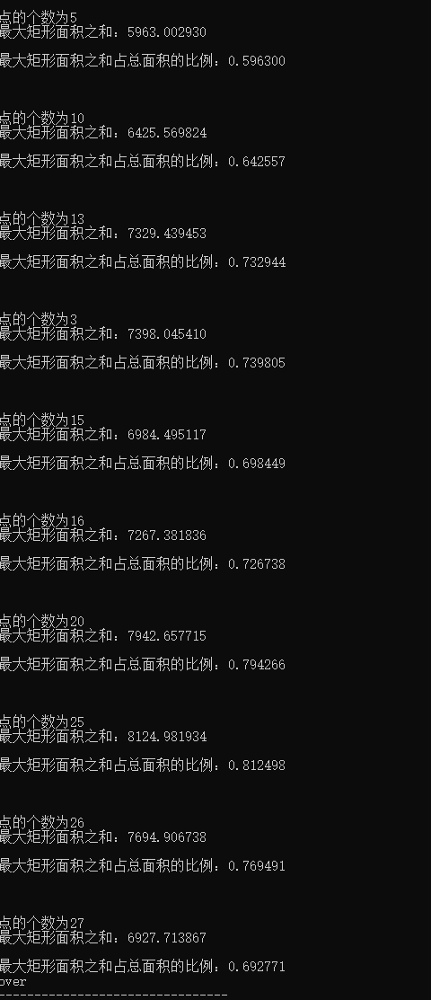 点的个数为5
最大矩形面积之和：5963.002930
最大矩形面积之和占总面积的比例：0.596300
点的个数为10
最大矩形面积之和：6425.569824
最大矩形面积之和占总面积的比例：0.642557
点的个数为13
最大矩形面积之和：7329.439453
最大矩形面积之和占总面积的比例：0.732944
点的个数为3
最大矩形面积之和：7398.045410
最大矩形面积之和占总面积的比例：0.739805
点的个数为15
最大矩形面积之和：6984.495117
最大矩形面积之和占总面积的比例：0.698449
点的个数为16
最大矩形面积之和：7267.381836
最大矩形面积之和占总面积的比例：0.726738
点的个数为20
最大矩形面积之和：7942.657715
最大矩形面积之和占总面积的比例：0.794266
点的个数为25
最大矩形面积之和：8124.981934
最大矩形面积之和占总面积的比例：0.812498
点的个数为26
最大矩形面积之和：7694.906738
最大矩形面积之和占总面积的比例：0.769491
点的个数为27
最大矩形面积之和：6927.713867
最大矩形面积之和占总面积的比例：0.692771
over
--------------------------------